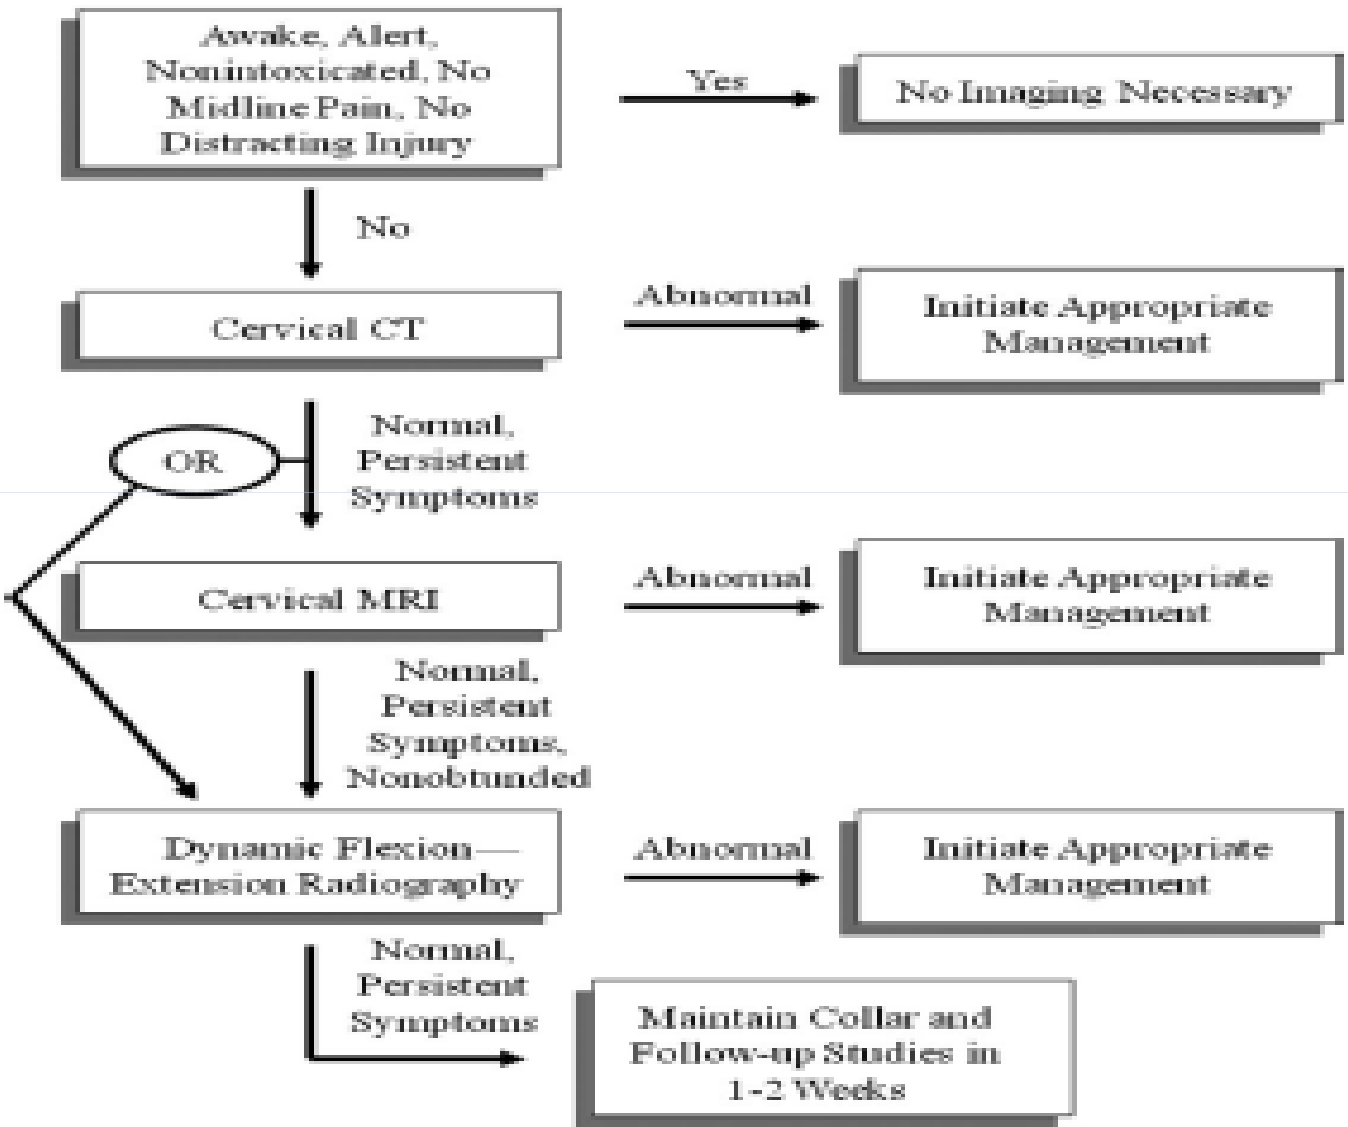 Awake, Alert,
Nonintoxicated, No
Midline Pain, No
Distracting Injury
Yes
No Imaging Necessary
No
Cervical CT
Abnormal
Initiate Appropriate
Management
Normal,
Persistent
Symptoms
OR
Cervical MRI
Abnormal
Initiate Appropriate
Management
Normal,
Persistent
Symptoms,
Nonobtunded
Dynamic Flexion—
Extension Radiography
Abnormal
Initiate Appropriate
Management
Normal,
Persistent
Symptoms
Maintain Collar and
Follow-up Studies in
1-2 Weeks